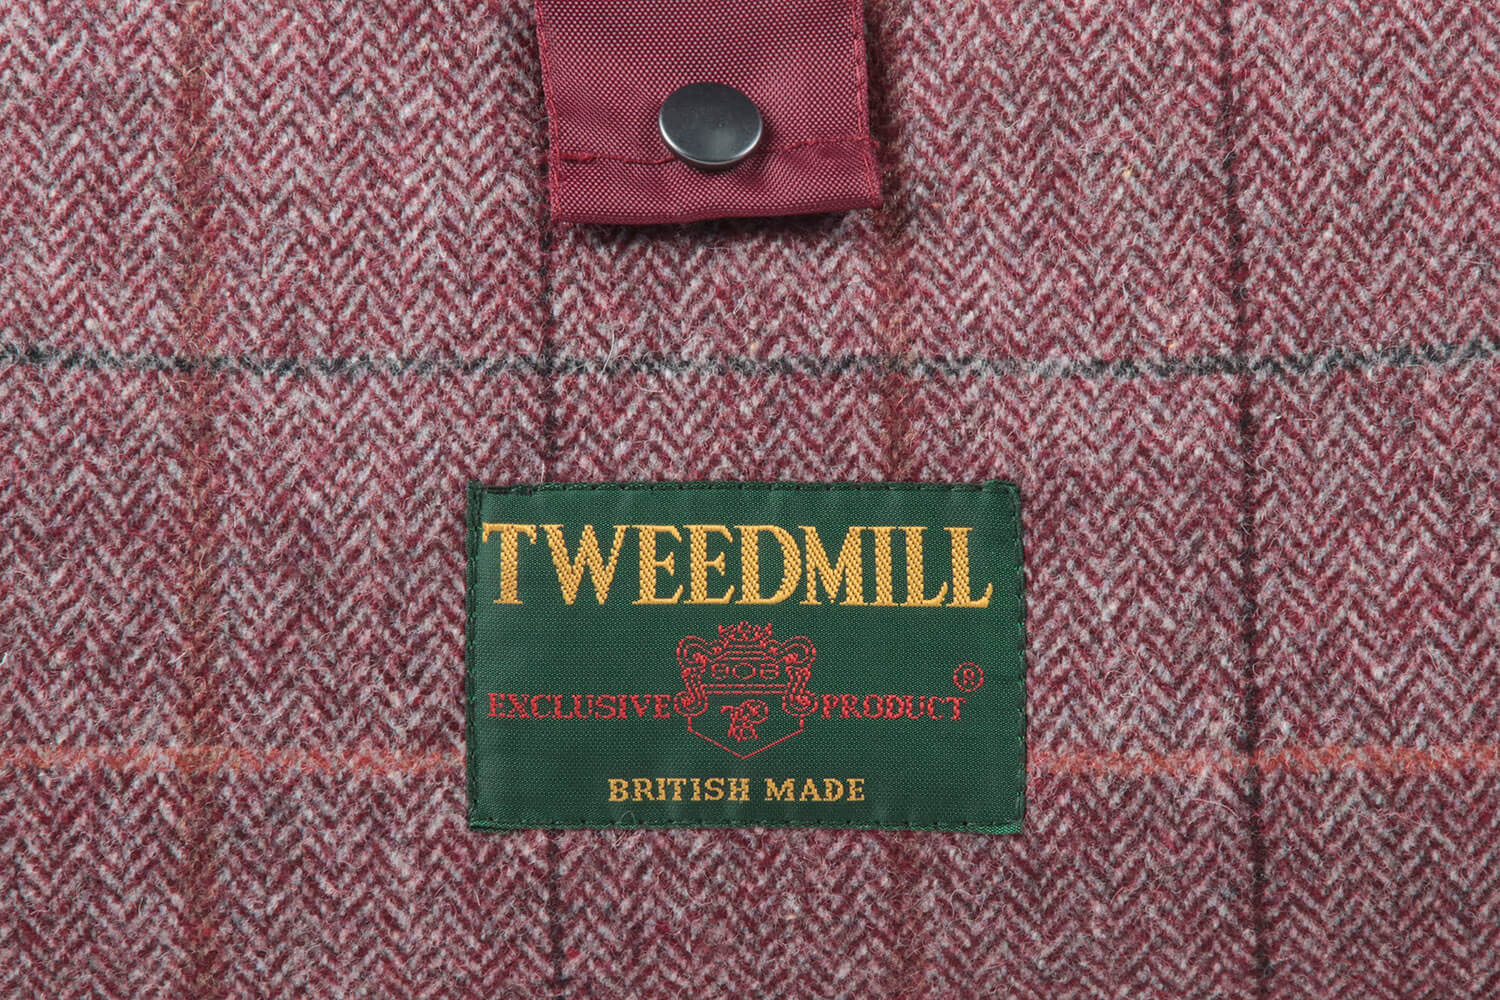 TWEEDMILL
EXCLUSIVE PRODUCT ®
BRITISH MADE